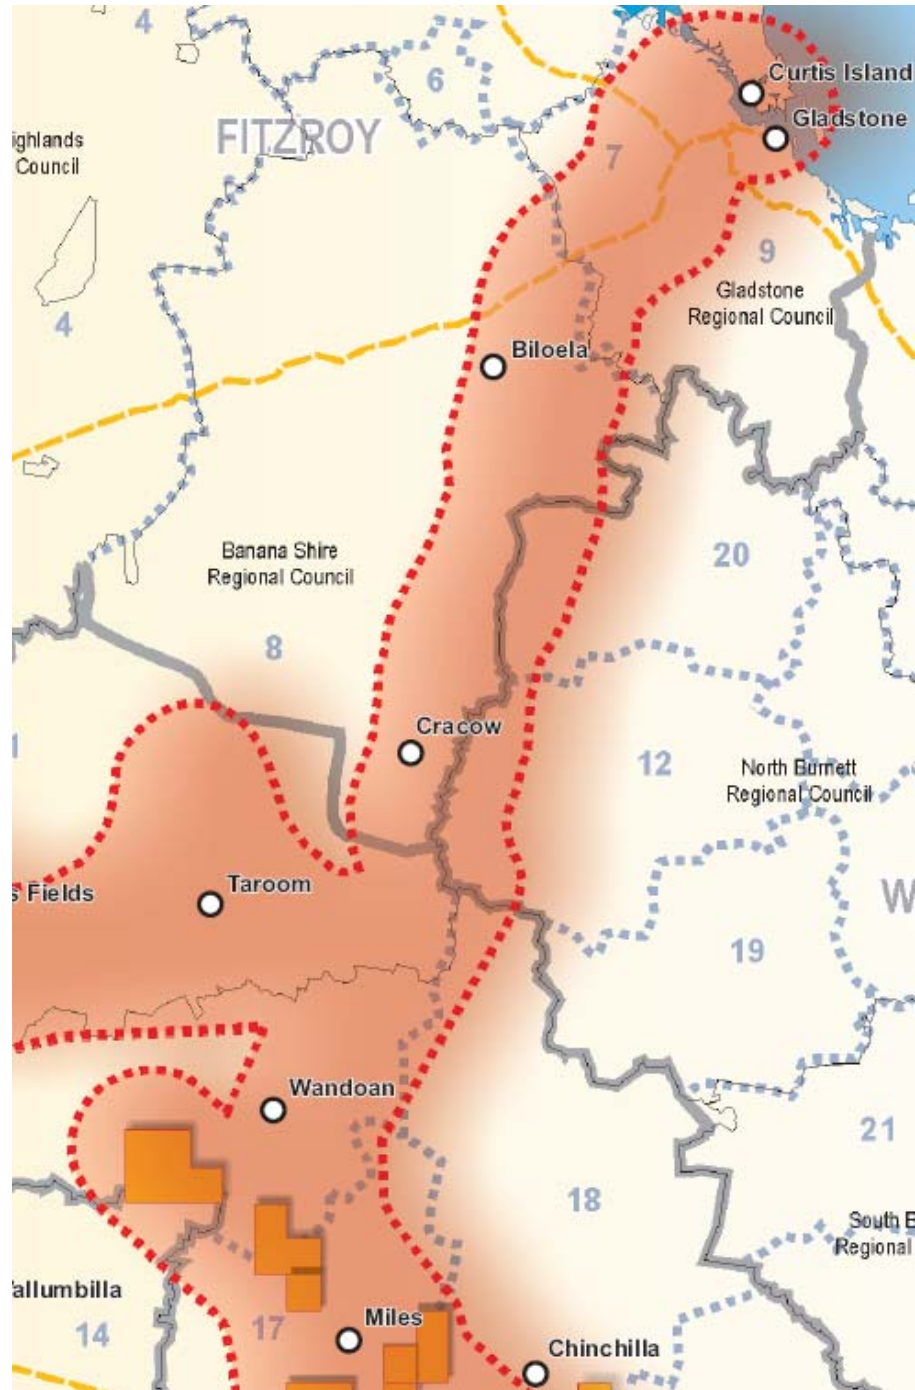 4
6
Curtis Island
Gladstone
FITZROY
ighlands
Council
7
9
Gladstone
Regional Council
4
Biloela
Banana Shire
Regional Council
20
8
Cracow
1
12
North Burnett
Regional Council
Taroom
s Fields
W
19
Wandoan
21
18
South B
Regional
allumbilla
Miles
17
14
Chinchilla